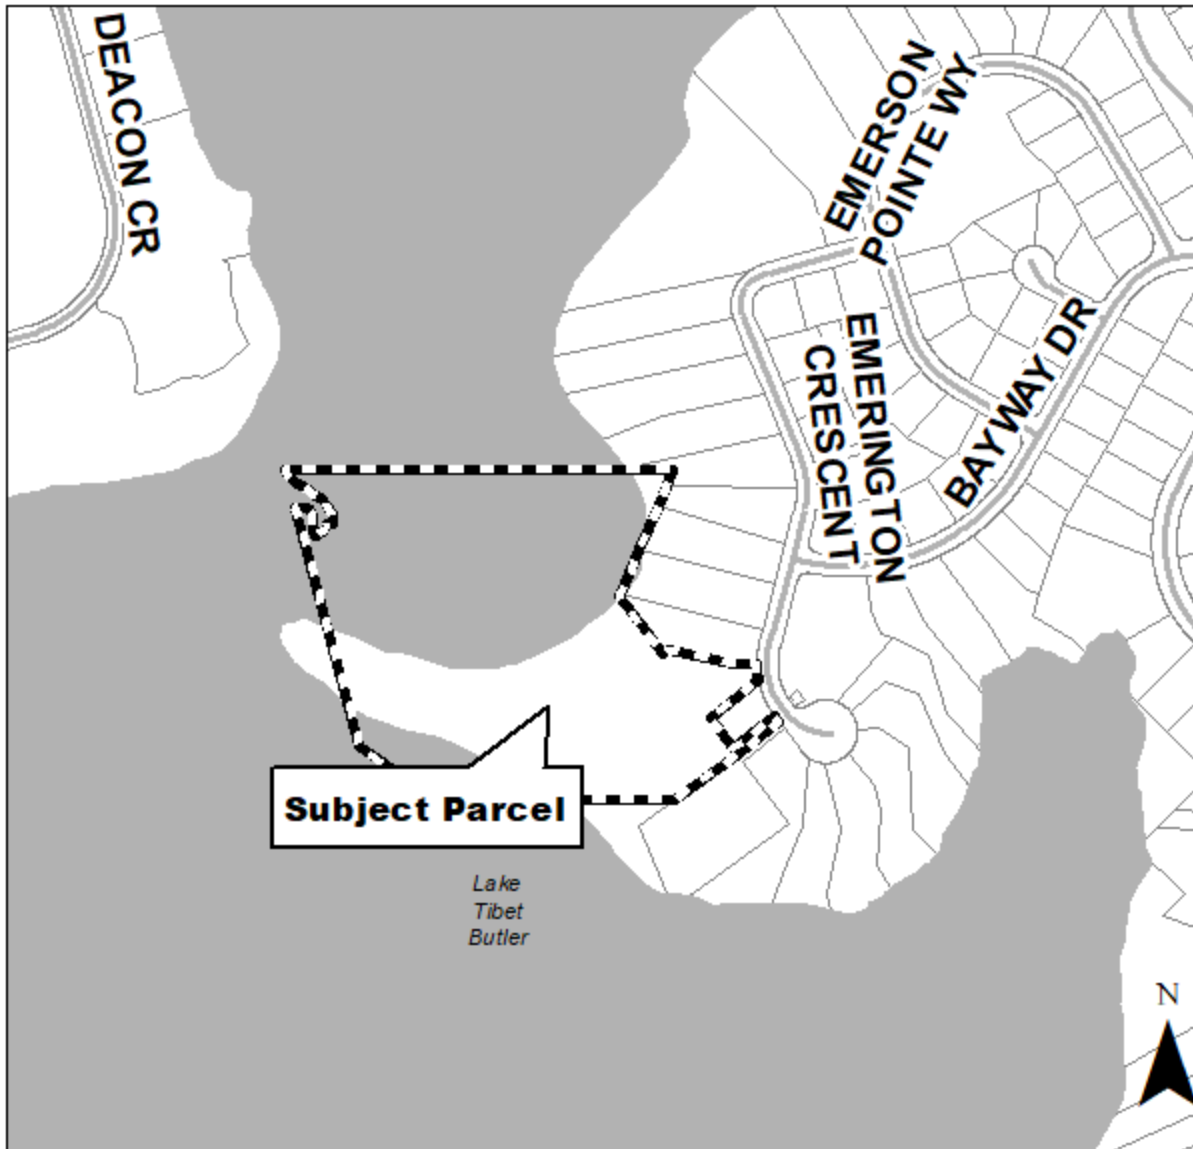 DEACON CR
EMERSON
POINTE WY
EMERINGTON
CRESCENT
BAYWAY DR
Subject Parcel
Lake
Tibet
Butler
N